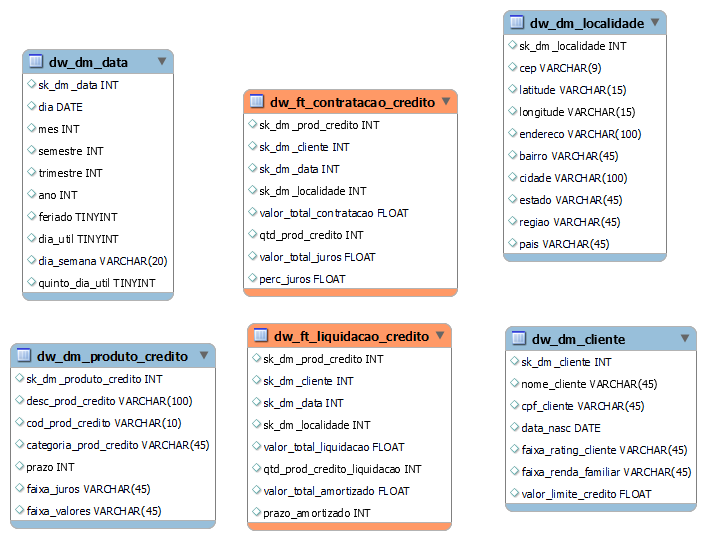 dw_dm_data
sk_dm_data INT
dia DATE
mes INT
semestre INT
trimestre INT
ano INT
feriado TINYINT
dia_util TINYINT
dia_semana VARCHAR(20)
quinto_dia_util TINYINT
dw_ft_contratacao_credito
sk_dm_prod_credito INT
sk_dm_cliente INT
sk_dm_data INT
sk_dm_localidade INT
valor_total_contratacao FLOAT
qtd_prod_credito INT
valor_total_juros FLOAT
perc_juros FLOAT
dw_dm_localidade
sk_dm_localidade INT
cep VARCHAR(9)
latitude VARCHAR(15)
longitude VARCHAR(15)
endereco VARCHAR(100)
bairro VARCHAR(45)
cidade VARCHAR(100)
estado VARCHAR(45)
regiao VARCHAR(45)
pais VARCHAR(45)
dw_dm_produto_credito
sk_dm_produto_credito INT
desc_prod_credito VARCHAR(100)
cod_prod_credito VARCHAR(10)
categoria_prod_credito VARCHAR(45)
prazo INT
faixa_juros VARCHAR(45)
faixa_valores VARCHAR(45)
dw_ft_liquidacao_credito
sk_dm_prod_credito INT
sk_dm_cliente INT
sk_dm_data INT
sk_dm_localidade INT
valor_total_liquidacao FLOAT
qtd_prod_credito_liquidacao INT
valor_total_amortizado FLOAT
prazo_amortizado INT
dw_dm_cliente
sk_dm_cliente INT
nome_cliente VARCHAR(45)
cpf_cliente VARCHAR(45)
data_nasc DATE
faixa_rating_cliente VARCHAR(45)
faixa_renda_familiar VARCHAR(45)
valor_limite_credito FLOAT